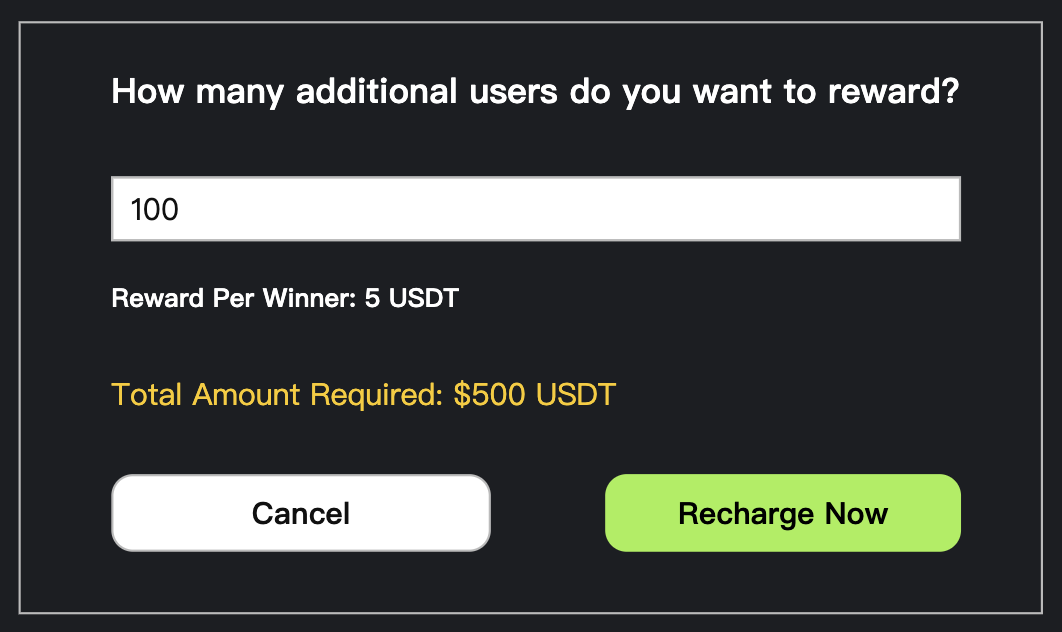 How many additional users do you want to reward?
100
Reward Per Winner: 5 USDT
Total Amount Required: $500 USDT
Cancel
Recharge Now